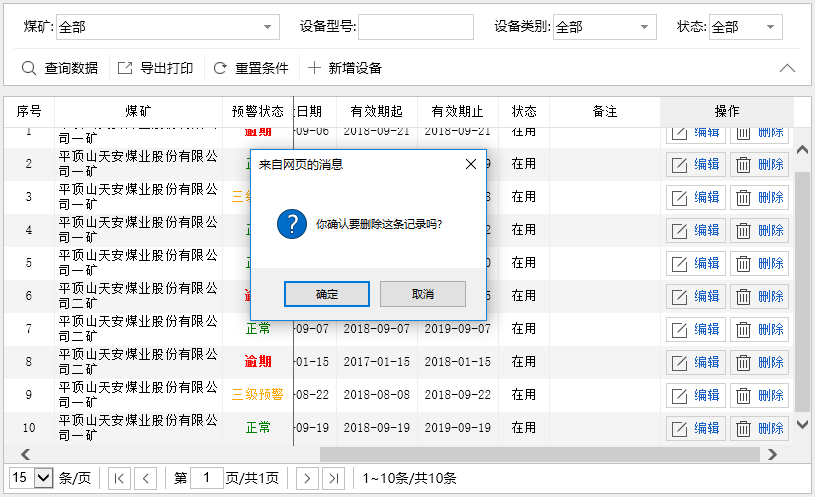 煤矿: 全部 设备型号: 设备类别: 全部 状态: 全部
查询数据 导出打印 重置条件 新增设备
序号 煤矿 预警状态 日期 有效期起 有效期止 状态 备注 操作
1 司一矿 逾期 -09-06 2018-09-21 2018-09-21 在用 编辑 删除
2 平顶山天安煤业股份有限公
司一矿 9 在用 编辑 删除
来自网页的消息
3 平顶山天安煤业股份有限公
司一矿 三级 8 在用 编辑 删除
4 平顶山天安煤业股份有限公
司一矿 2 在用 编辑 删除
你确认要删除这条记录吗?
5 平顶山天安煤业股份有限公
司一矿 0 在用 编辑 删除
6 平顶山天安煤业股份有限公
司二矿 5 在用 编辑 删除
确定 取消
7 平顶山天安煤业股份有限公
司二矿 正常 -09-07 2018-09-07 2019-09-07 在用 编辑 删除
8 平顶山天安煤业股份有限公
司二矿 逾期 -01-15 2017-01-15 2018-01-15 在用 编辑 删除
9 平顶山天安煤业股份有限公
司一矿 三级预警 -08-22 2018-08-08 2018-09-22 在用 编辑 删除
10 平顶山天安煤业股份有限公
司一矿 正常 -09-19 2018-09-19 2019-09-19 在用 编辑 删除
15 条/页 第 1 页/共1页 1~10条/共10条